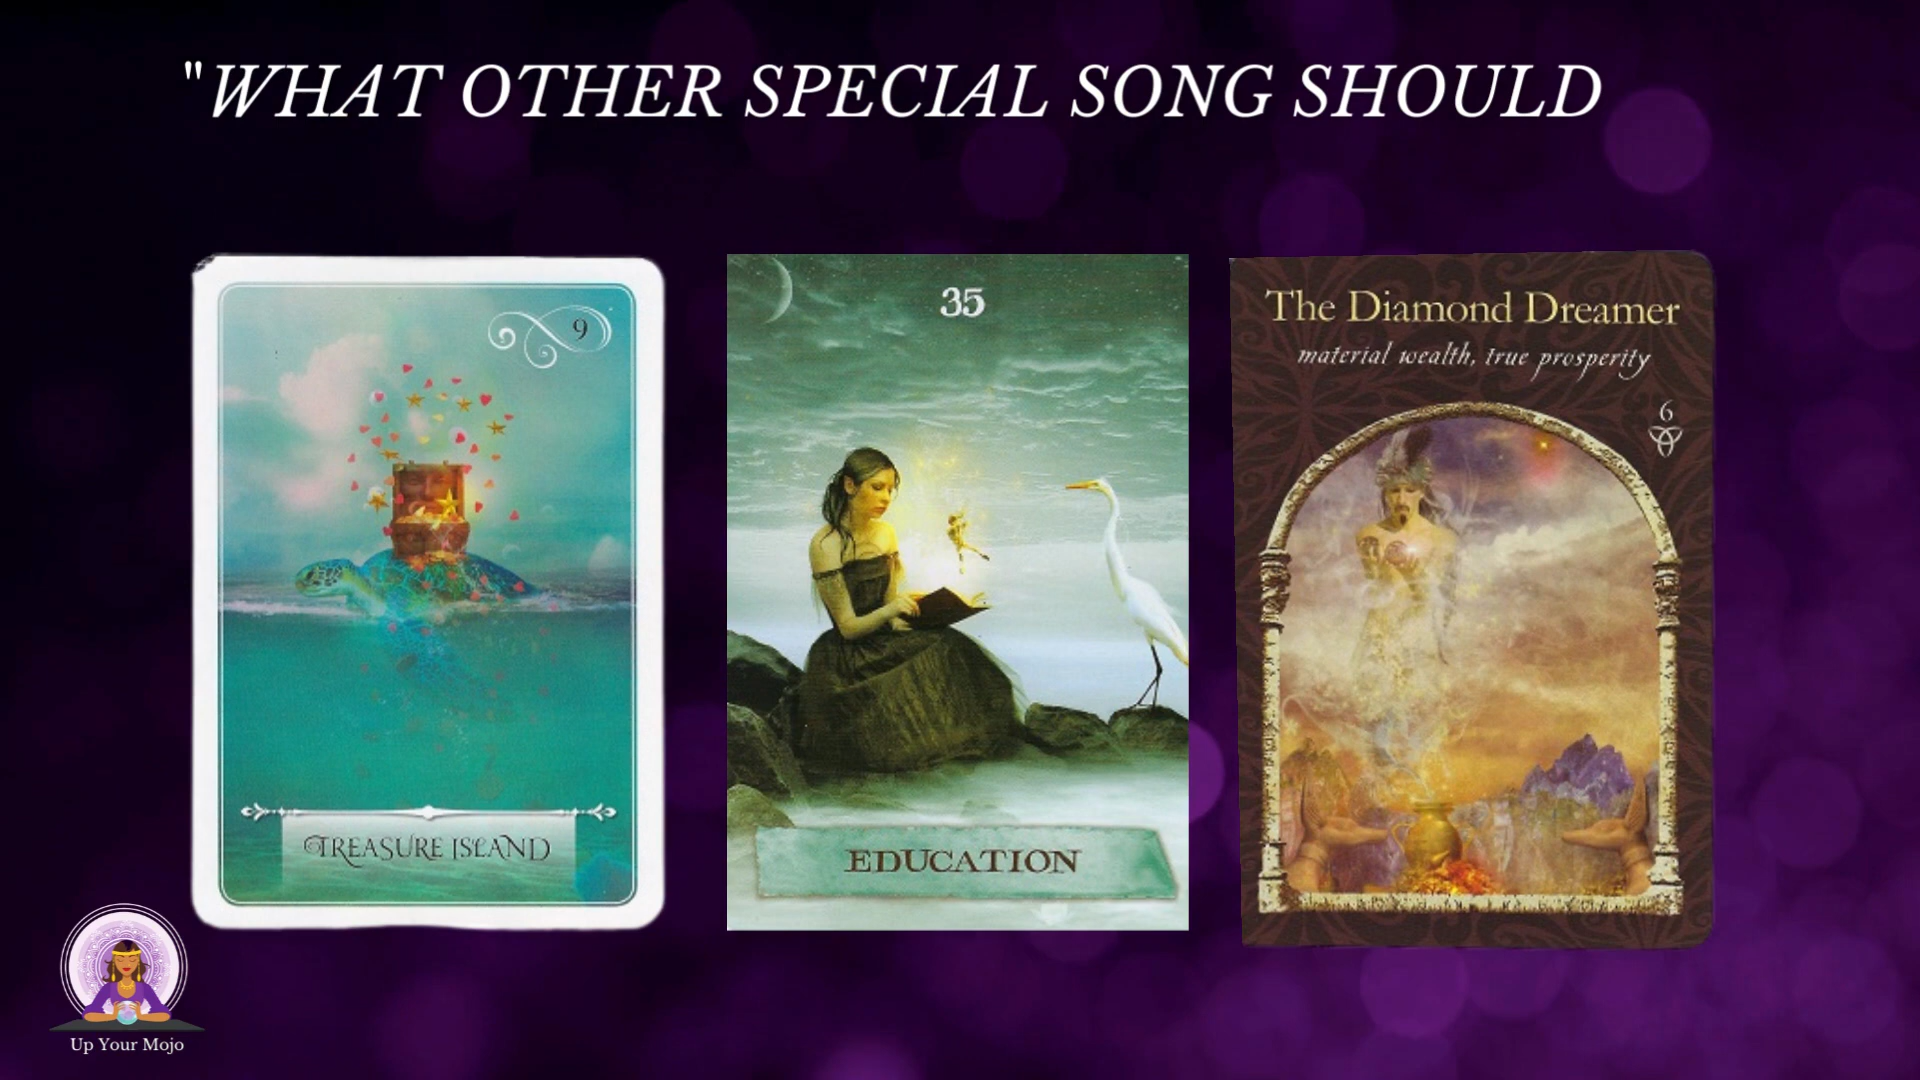 "WHAT OTHER SPECIAL SONG SHOULD
9
TREASURE ISLAND
35
EDUCATION
The Diamond Dreamer
material wealth, true prosperity
6
Up Your Mojo